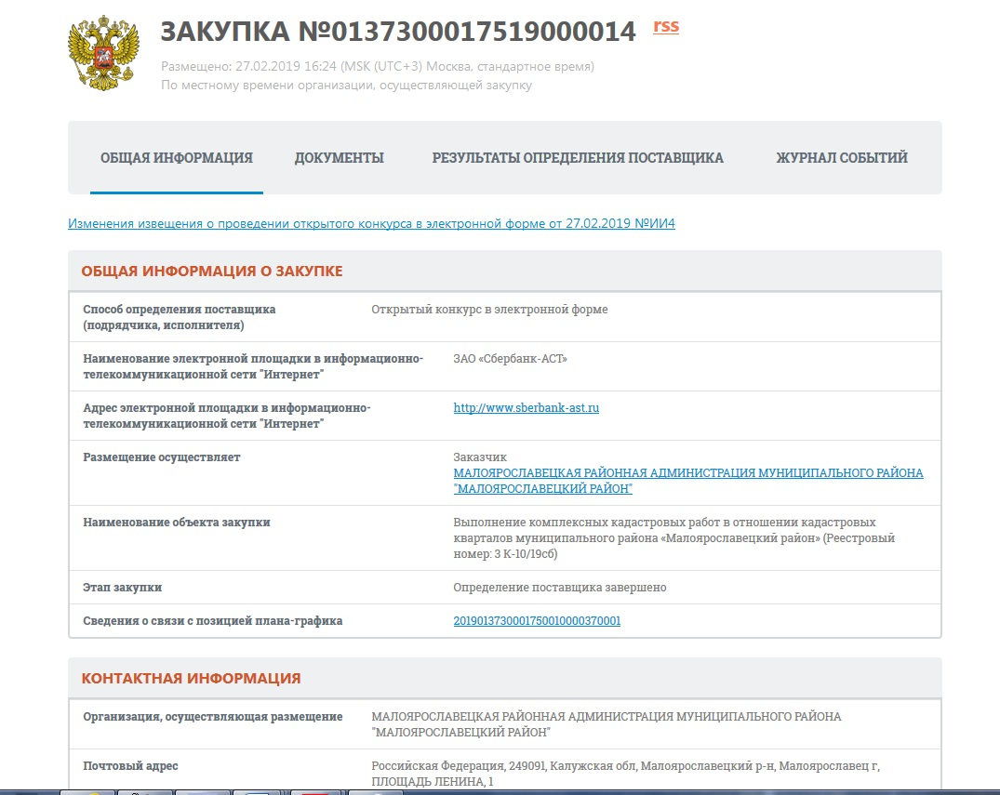 ЗАКУПКА №0137300017519000014 rss
Размещено: 27.02.2019 16:24 (MSK (UTC+3) Москва, стандартное время)
По местному времени организации, осуществляющей закупку
ОБЩАЯ ИНФОРМАЦИЯ ДОКУМЕНТЫ РЕЗУЛЬТАТЫ ОПРЕДЕЛЕНИЯ ПОСТАВЩИКА ЖУРНАЛ СОБЫТИЙ
Изменения извещения о проведении открытого конкурса в электронной форме от 27.02.2019 №ИИ4
ОБЩАЯ ИНФОРМАЦИЯ О ЗАКУПКЕ
Способ определения поставщика
(подрядчика, исполнителя)
Открытый конкурс в электронной форме
Наименование электронной площадки в информационно-
телекоммуникационной сети "Интернет"
ЗАО «Сбербанк-АСТ»
Адрес электронной площадки в информационно-
телекоммуникационной сети "Интернет"
http://www.sberbank-ast.ru
Размещение осуществляет
Заказчик
МАЛОЯРОСЛАВЕЦКАЯ РАЙОННАЯ АДМИНИСТРАЦИЯ МУНИЦИПАЛЬНОГО РАЙОНА
"МАЛОЯРОСЛАВЕЦКИЙ РАЙОН"
Наименование объекта закупки
Выполнение комплексных кадастровых работ в отношении кадастровых
кварталов муниципального района «Малоярославецкий район» (Реестровый
номер: 3 К-10/19сб)
Этап закупки
Определение поставщика завершено
Сведения о связи с позицией плана-графика
201901373000175001000037​0001
КОНТАКТНАЯ ИНФОРМАЦИЯ
Организация, осуществляющая размещение
МАЛОЯРОСЛАВЕЦКАЯ РАЙОННАЯ АДМИНИСТРАЦИЯ МУНИЦИПАЛЬНОГО РАЙОНА
"МАЛОЯРОСЛАВЕЦКИЙ РАЙОН"
Почтовый адрес
Российская Федерация, 249091, Калужская обл, Малоярославецкий р-н, Малоярославец г,
ПЛОЩАДЬ ЛЕНИНА, 1